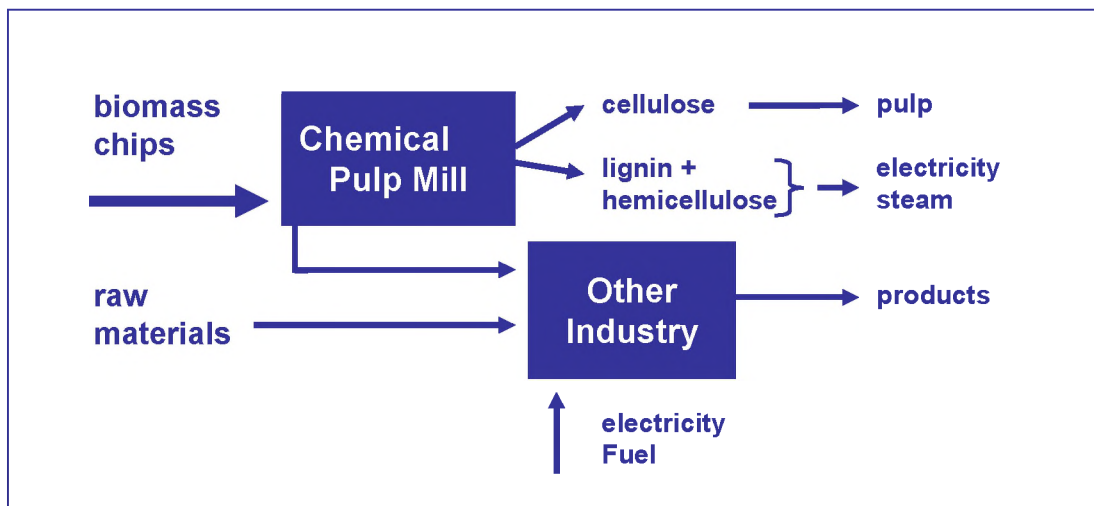 biomass
chips
Chemical
Pulp Mill
cellulose
pulp
lignin +
hemicellulose
electricity
steam
raw
materials
Other
Industry
products
electricity
Fuel